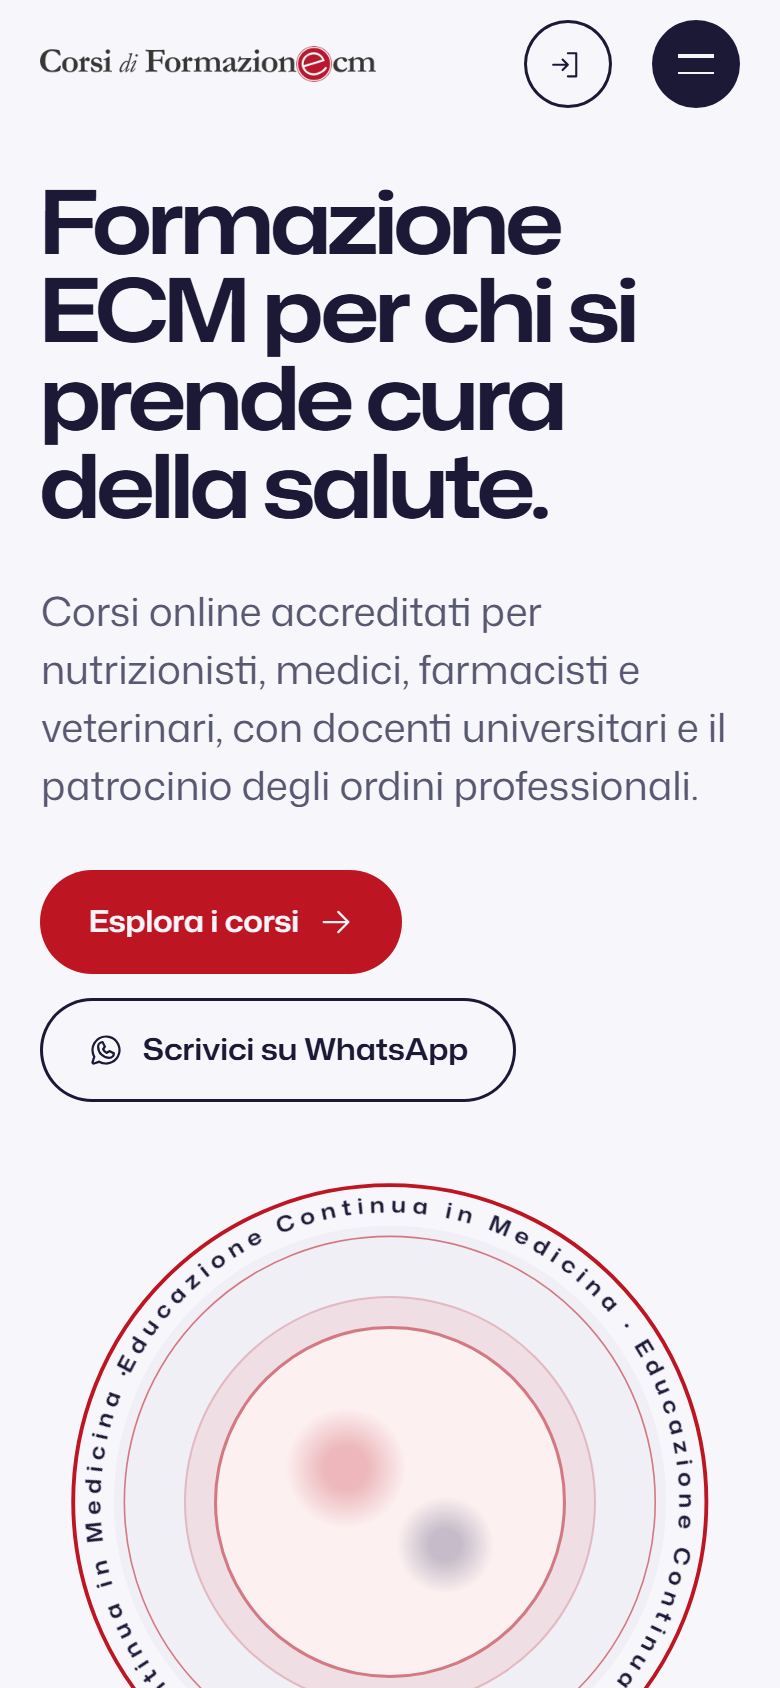 Corsi di Formazionecm
Formazione
ECM per chi si
prende cura
della salute.
Corsi online accreditati per
nutrizionisti, medici, farmacisti e
veterinari, con docenti universitari e il
patrocinio degli ordini professionali.
Esplora i corsi
Scrivici su WhatsApp
Educazione Continua in Medicina · Educazione Continua
tinua in Medicina ·